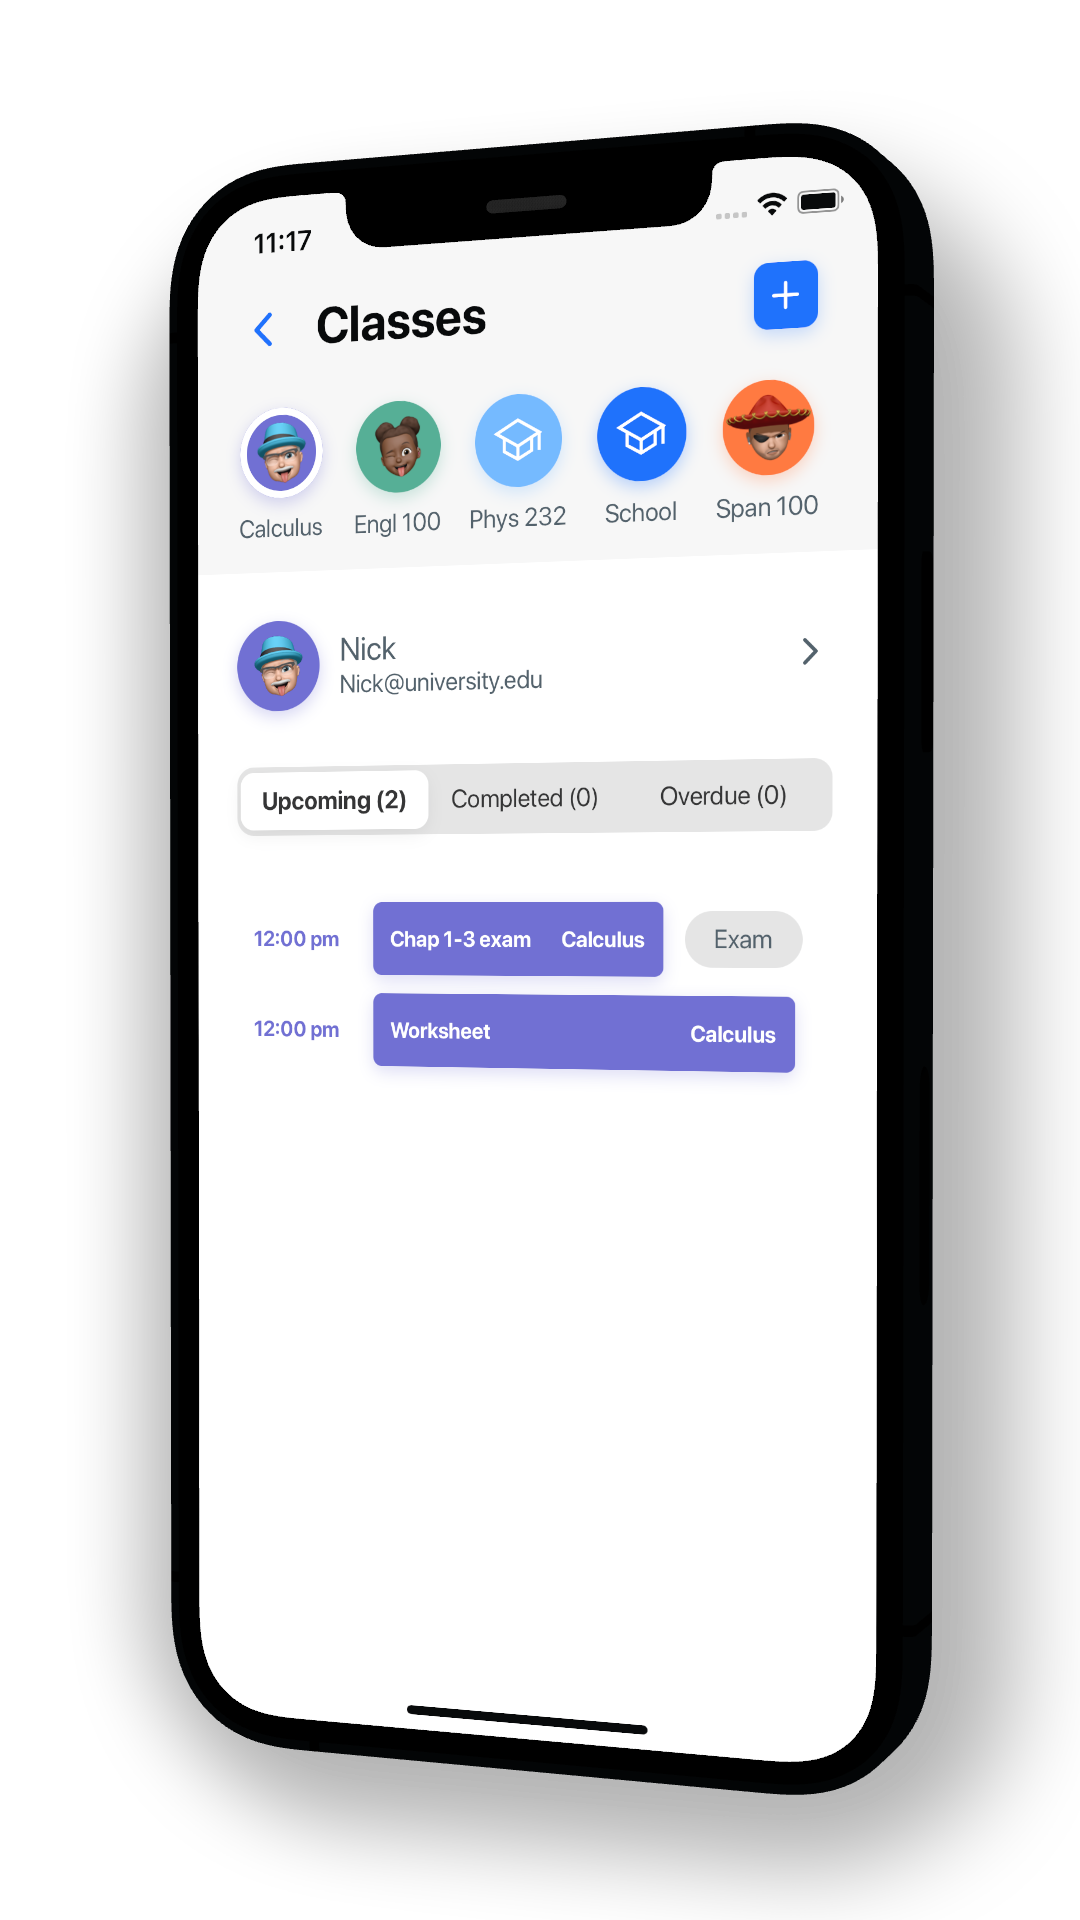 11:17
Classes
Calculus
Engl 100
Phys 232
School
Span 100
Nick
Nick@university.edu
Upcoming (2)
Completed (0)
Overdue (0)
12:00 pm
Chap 1-3 exam
Calculus
Exam
12:00 pm
Worksheet
Calculus